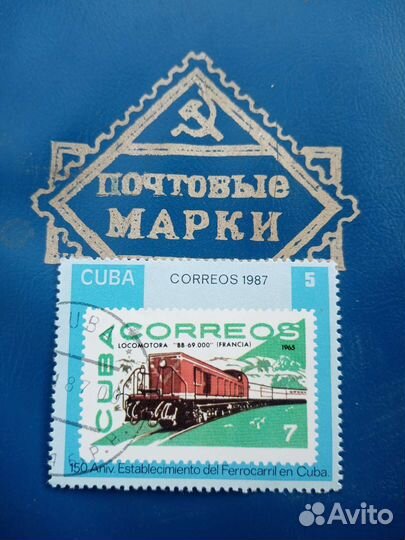 ПОЧТОВЫЕ
МАРКИ
CUBA CORREOS 1987 5
CUBA
CORREOS
LOCOMOTORA "BB 69 000" (FRANCIA) 1965
7
150 Aniv. Establecimiento del Ferrocarril en Cuba.
Avito